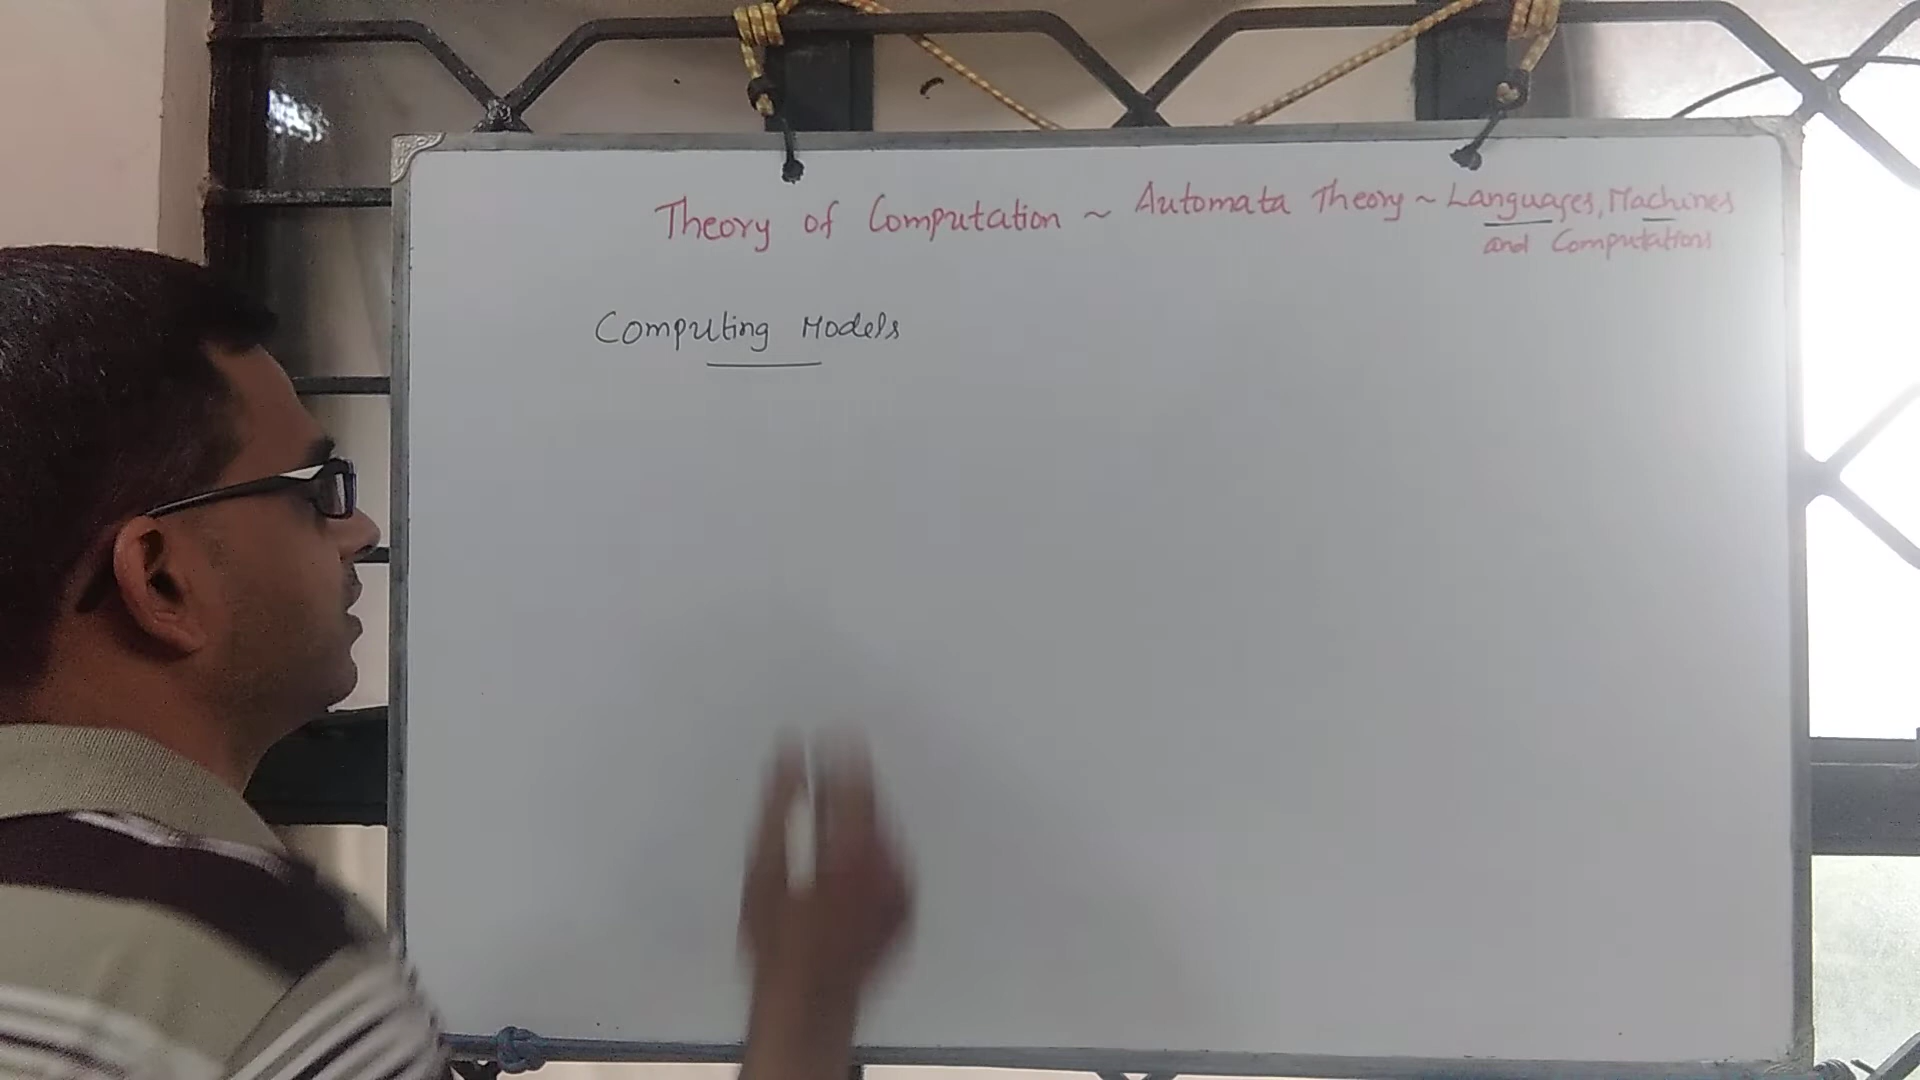 Theory of Computation ~ Automata Theory ~ Languages, Machines
and Computations
Computing Models